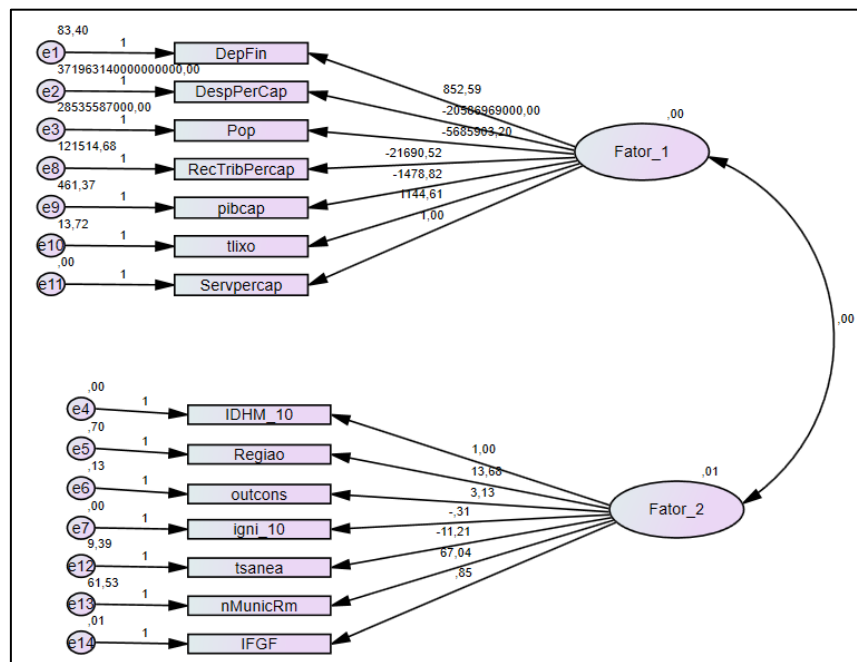 83,40
e1
1
DepFin
371963140000000000,00
e2
1
DespPerCap
28535587000,00
e3
1
Pop
121514,68
e8
1
RecTribPercap
461,37
e9
1
pibcap
13,72
e10
1
tlixo
,00
e11
1
Servpercap
852,59
-20586969000,00
-5685903,20
-21690,52
-1478,82
1144,61
1,00
,00
Fator_1
,00
,00
e4
1
IDHM_10
,70
e5
1
Regiao
,13
e6
1
outcons
,00
e7
1
igni_10
9,39
e12
1
tsanea
61,53
e13
1
nMunicRm
,01
e14
1
IFGF
1,00
13,68
3,13
-,31
-11,21
67,04
,85
,01
Fator_2